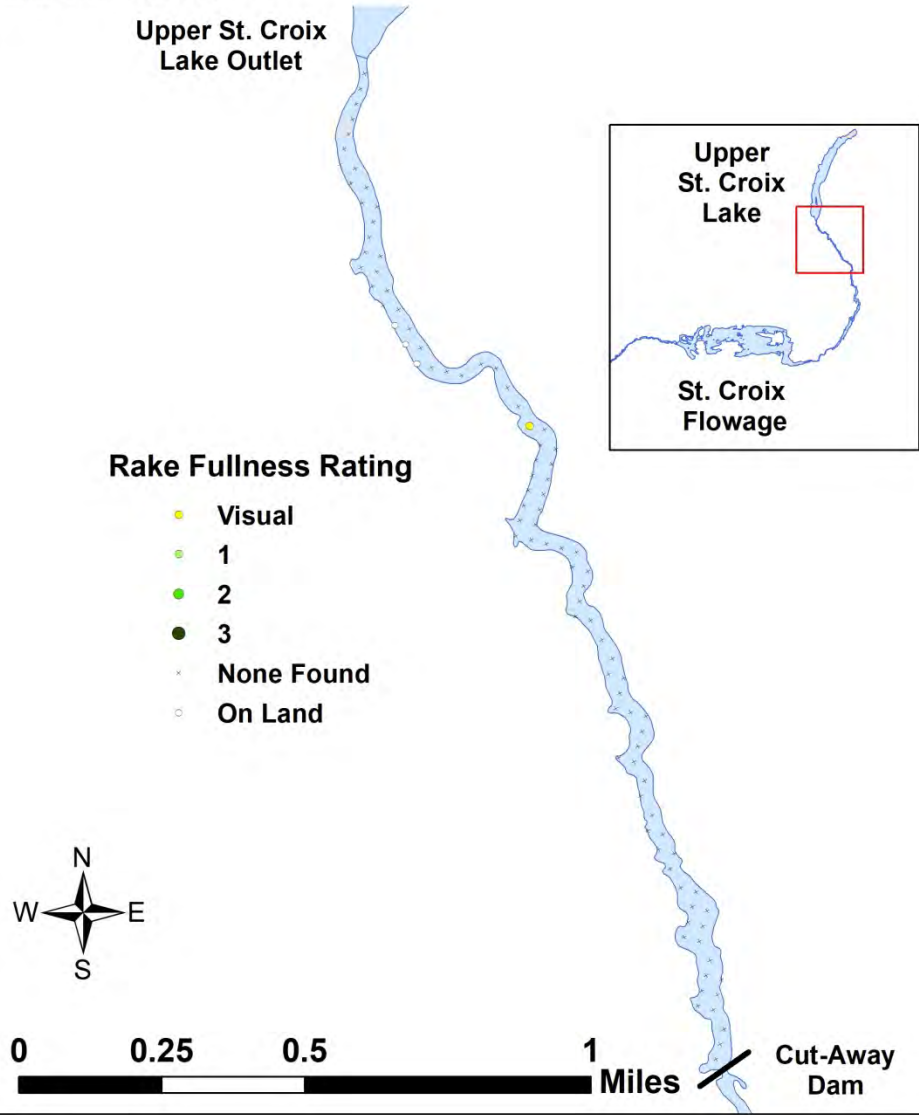 Upper St. Croix
Lake Outlet
Upper
St. Croix
Lake
St. Croix
Flowage
Rake Fullness Rating
Visual
1
2
3
None Found
On Land
N
W E
S
0 0.25 0.5 1
Miles
Cut-Away
Dam